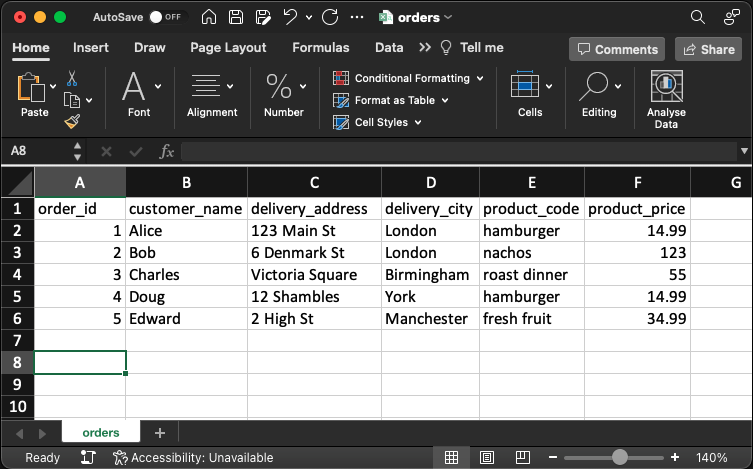 AutoSave OFF orders
Home Insert Draw Page Layout Formulas Data >> Tell me Comments Share
Paste Font Alignment Number Conditional Formatting Format as Table Cell Styles Cells Editing Analyse Data
A8 fx
A B C D E F G
1 order_id customer_name delivery_address delivery_city product_code product_price
2 1 Alice 123 Main St London hamburger 14.99
3 2 Bob 6 Denmark St London nachos 123
4 3 Charles Victoria Square Birmingham roast dinner 55
5 4 Doug 12 Shambles York hamburger 14.99
6 5 Edward 2 High St Manchester fresh fruit 34.99
7
8
9
10
orders +
Ready Accessibility: Unavailable - + 140%